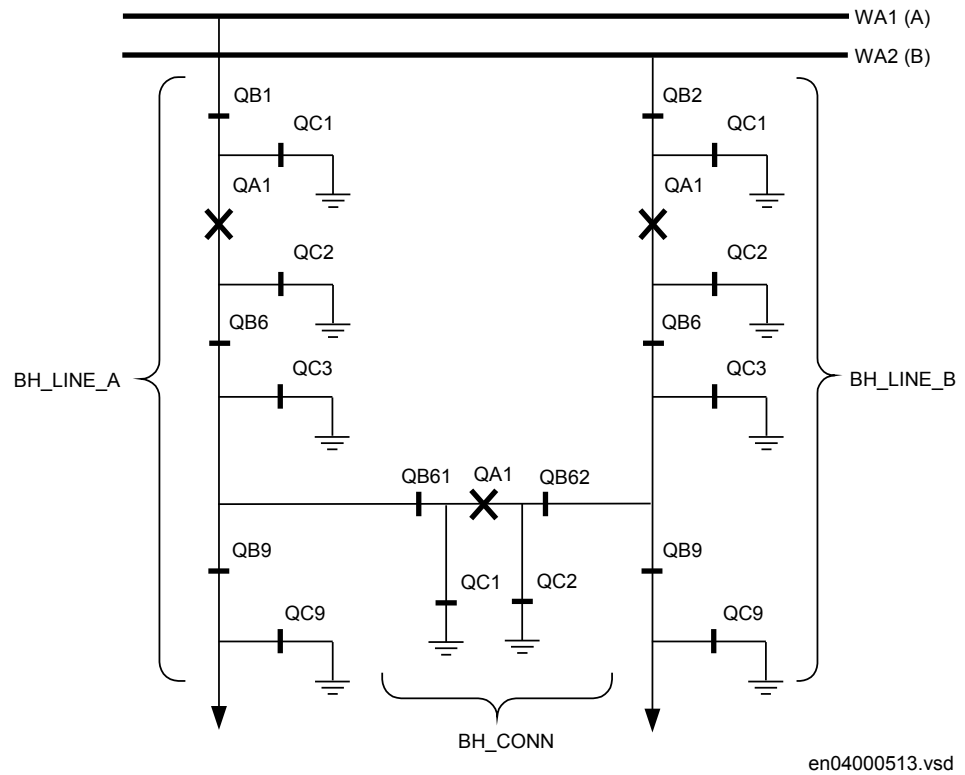 WA1 (A)
WA2 (B)
QB1
QB2
QC1
QC1
QA1
QA1
QC2
QC2
QB6
QB6
QC3
QC3
BH_LINE_A
BH_LINE_B
QB61
QA1
QB62
QB9
QB9
QC1
QC2
QC9
QC9
BH_CONN
en04000513.vsd